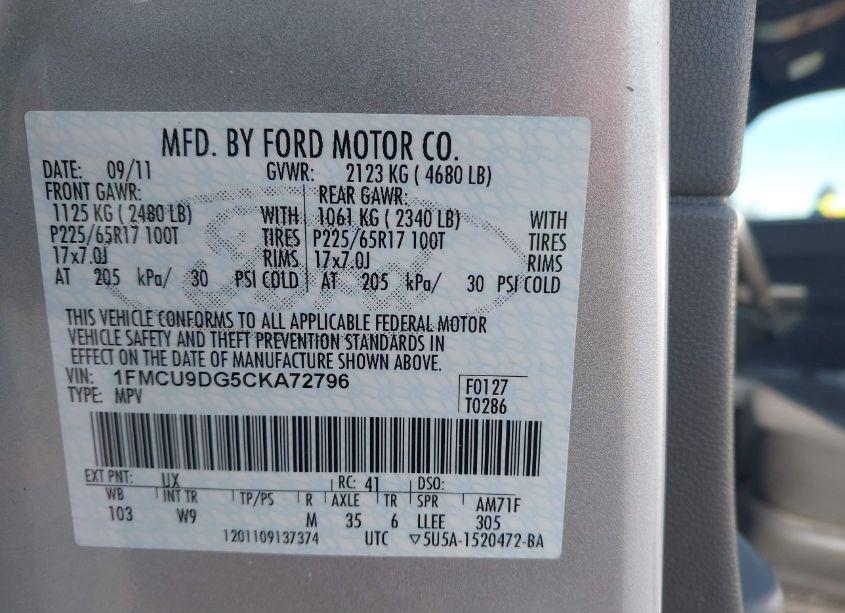 MFD. BY FORD MOTOR CO.
DATE: 09/11 GVWR: 2123 KG ( 4680 LB)
FRONT GAWR: REAR GAWR:
1125 KG ( 2480 LB) WITH 1061 KG ( 2340 LB) WITH
P225/65R17 100T TIRES P225/65R17 100T TIRES
17x7.0J RIMS 17x7.0J RIMS
AT 205 kPa/ 30 PSI COLD AT 205 kPa/ 30 PSI COLD
THIS VEHICLE CONFORMS TO ALL APPLICABLE FEDERAL MOTOR
VEHICLE SAFETY AND THEFT PREVENTION STANDARDS IN
EFFECT ON THE DATE OF MANUFACTURE SHOWN ABOVE.
VIN: 1FMCU9DG5CKA72796 F0127
TYPE: MPV T0286
EXT PNT: UX RC: 41 DSO:
WB INT TR TP/PS R AXLE TR SPR AM71F
103 W9 M 35 6 LLEE 305
1201109137374 UTC ▽5U5A-1520472-BA
Ford